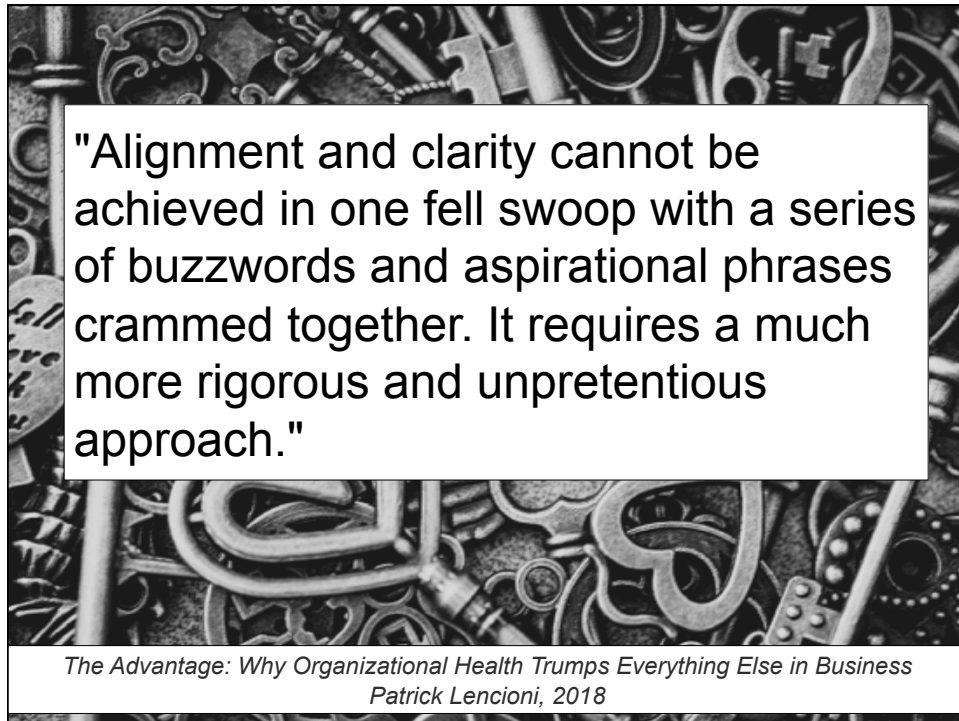 "Alignment and clarity cannot be
achieved in one fell swoop with a series
of buzzwords and aspirational phrases
crammed together. It requires a much
more rigorous and unpretentious
approach."
The Advantage: Why Organizational Health Trumps Everything Else in Business
Patrick Lencioni, 2018